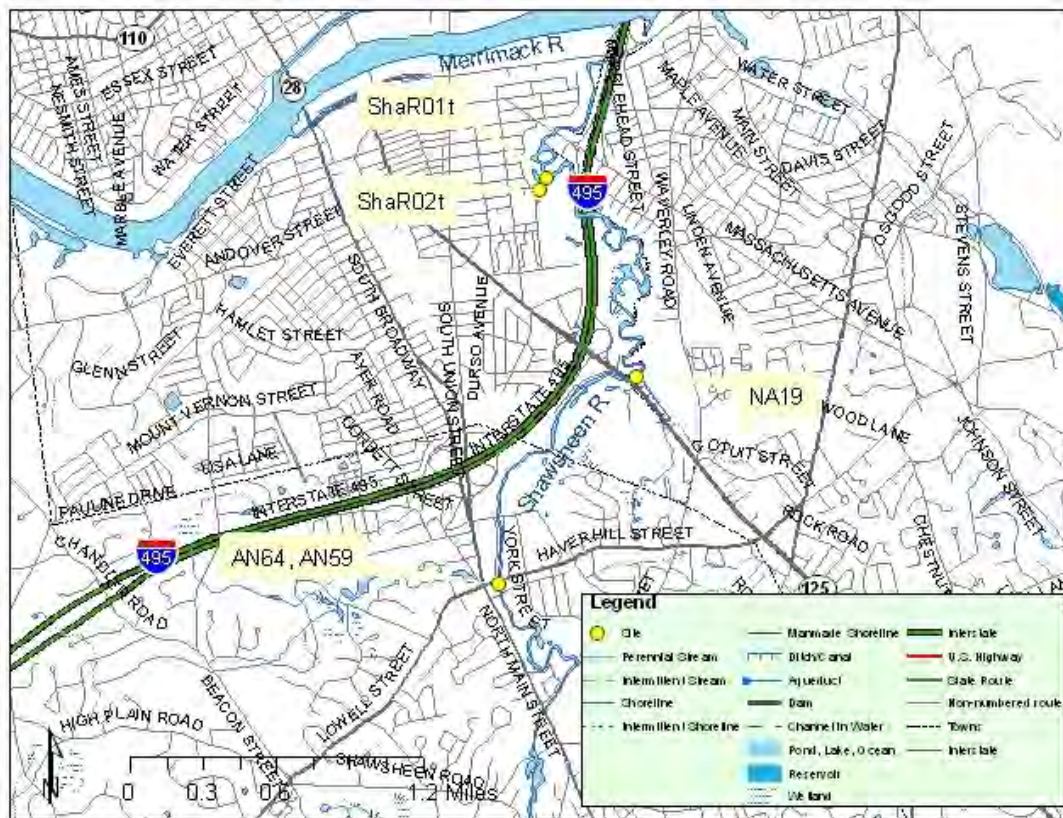 110
AMES STREET
NESMITH STREET
ESSEX STREET
MARBLE AVENUE
WATER STREET
28
Merrimack R
ShaR01t
ShaR02t
495
MAPLE AVENUE
WATER STREET
MAIN STREET
DAVIS STREET
OSGOOD STREET
STEVENS STREET
WAVERLEY ROAD
LINDEN AVENUE
MASSACHUSETTS AVENUE
EVERETT STREET
ANDOVER STREET
SOUTH BROADWAY
SOUTH UNION STREET
DURSO AVENUE
HAMLET STREET
GLENN STREET
AYER ROAD
MOUNT VERNON STREET
CORBETT STREET
LISA LANE
PAULINE DRIVE
INTERSTATE 495
INTERSTATE 495
Shawsheen R
NA19
WOOD LANE
COTUIT STREET
JOHNSON STREET
ROCK ROAD
HAVERHILL STREET
YORK STREET
495
AN64, AN59
CHANDLER ROAD
125
NORTH MAIN STREET
LOWELL STREET
BEACON STREET
HIGH PLAIN ROAD
SHAWSHEEN ROAD
N
0 0.3 0.6 1.2 Miles
Legend
Site
Perennial Stream
Intermittent Stream
Shoreline
Intermittent Shoreline
Manmade Shoreline
Ditch/Canal
Aqueduct
Dam
Channel in Water
Pond, Lake, Ocean
Reservoir
Wetland
Interstate
U.S. Highway
State Route
Non-numbered route
Towns
Interstate